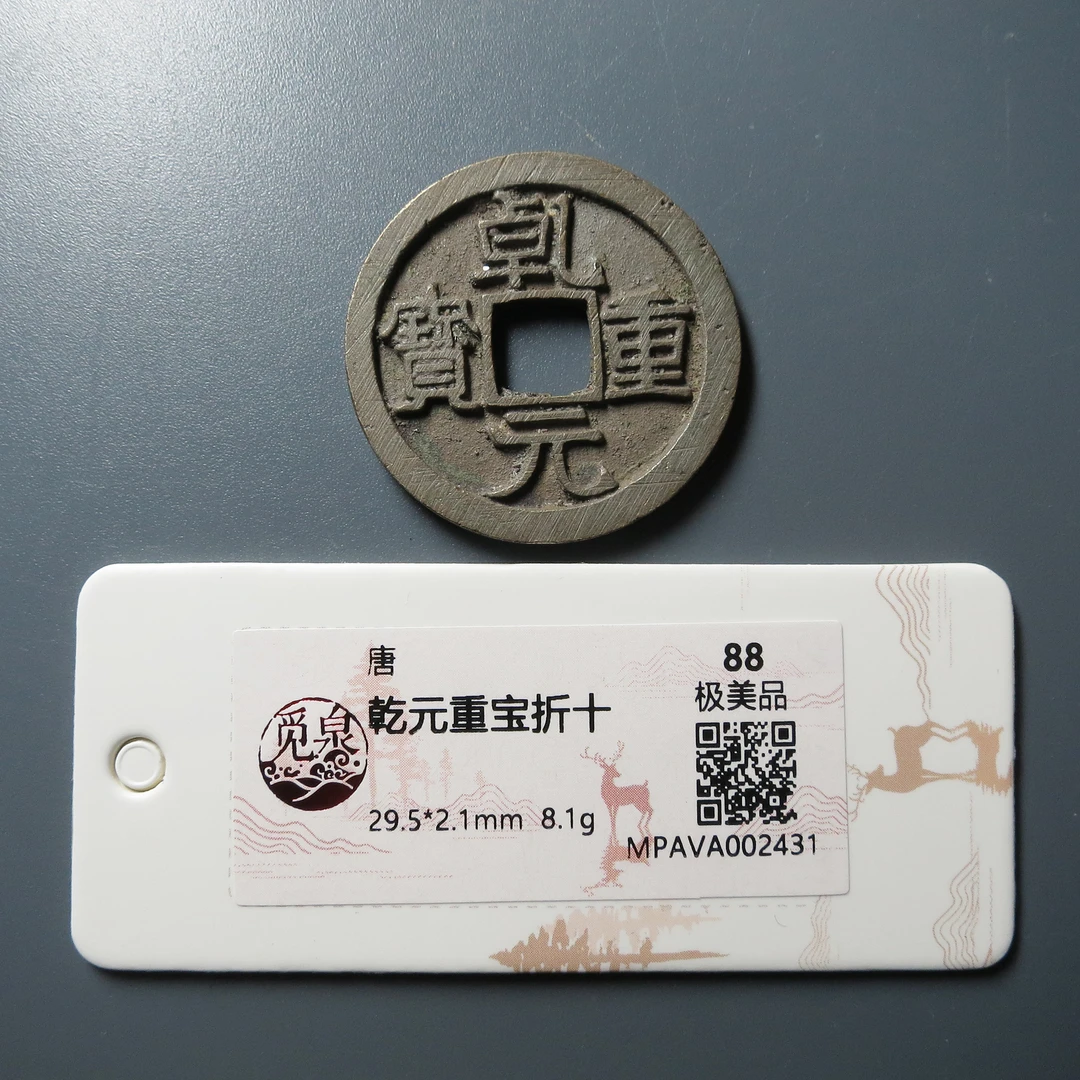 乾元重寶
唐
觅泉
乾元重宝折十
29.5*2.1mm 8.1g
88
极美品
MPAVA002431